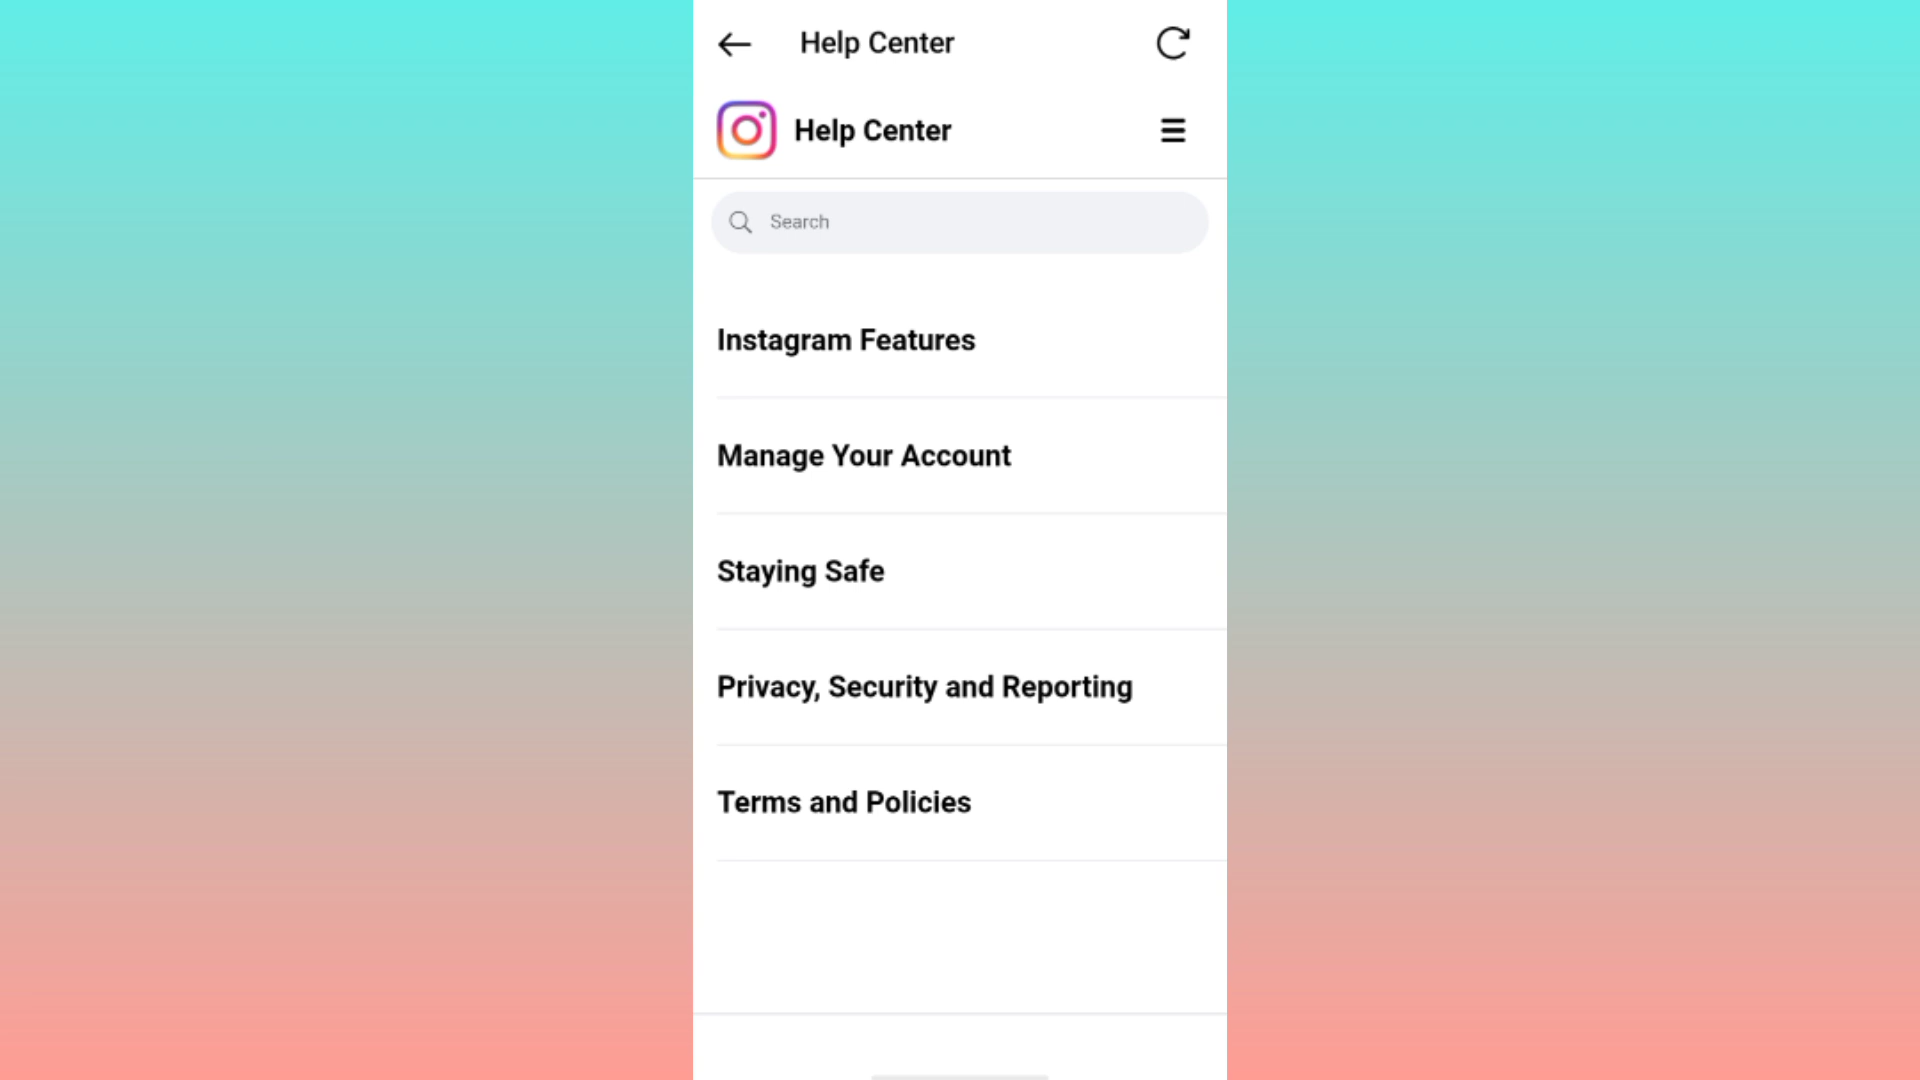 Help Center
Help Center
Search
Instagram Features
Manage Your Account
Staying Safe
Privacy, Security and Reporting
Terms and Policies